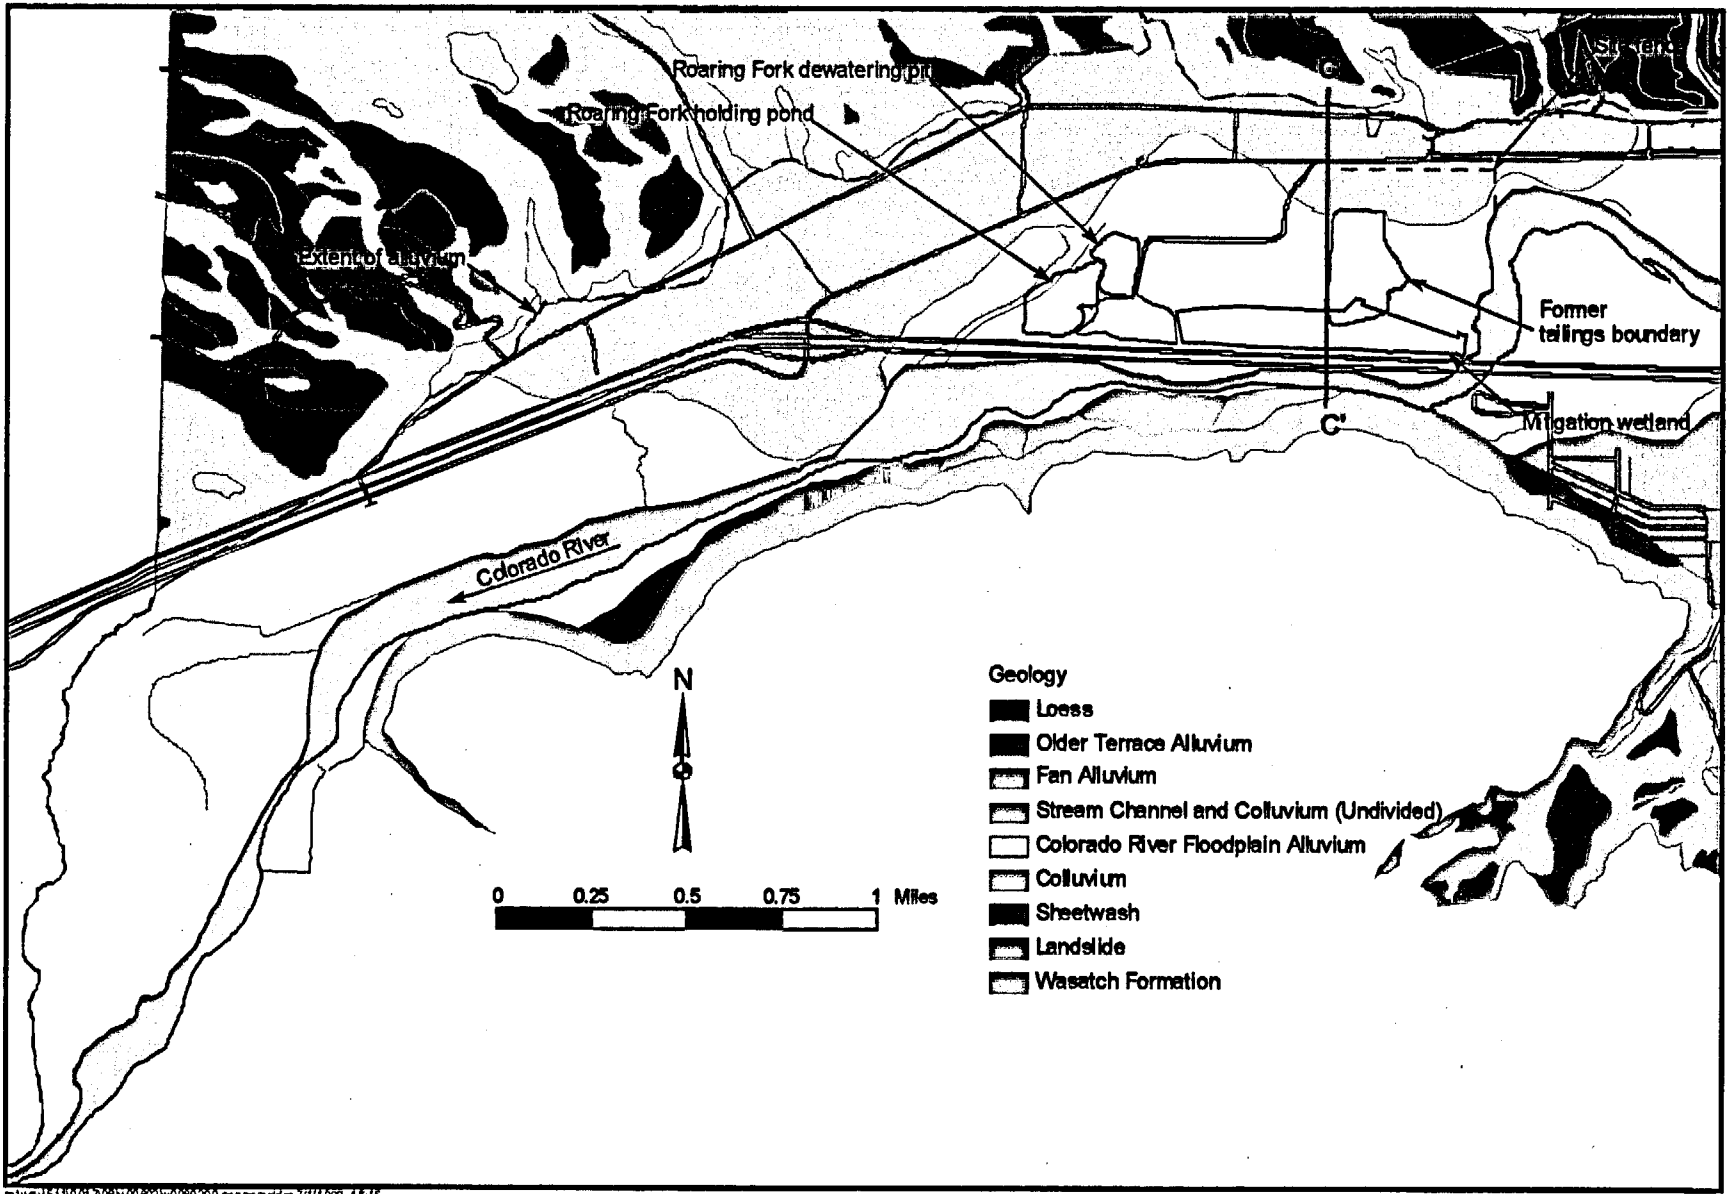 Site fence
Roaring Fork dewatering pit
C
Roaring Fork holding pond
Extent of alluvium
Former
tailings boundary
C'
Mitigation wetland
Colorado River
N
Geology
Loess
Older Terrace Alluvium
Fan Alluvium
Stream Channel and Colluvium (Undivided)
Colorado River Floodplain Alluvium
Colluvium
Sheetwash
Landslide
Wasatch Formation
0 0.25 0.5 0.75 1 Miles